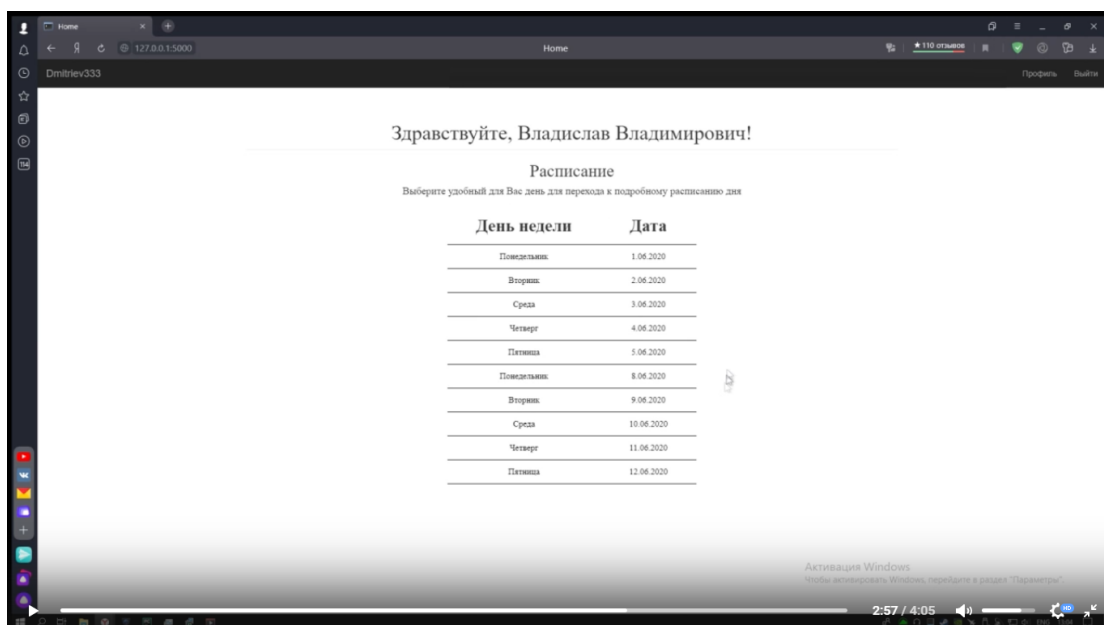 Home
127.0.0.1:5000
Home
★110 отзывов
Dmitriev333
Профиль Выйти
154
Здравствуйте, Владислав Владимирович!
Расписание
Выберите удобный для Вас день для перехода к подробному расписанию дня
День недели Дата
Понедельник 1.06.2020
Вторник 2.06.2020
Среда 3.06.2020
Четверг 4.06.2020
Пятница 5.06.2020
Понедельник 8.06.2020
Вторник 9.06.2020
Среда 10.06.2020
Четверг 11.06.2020
Пятница 12.06.2020
Активация Windows
Чтобы активировать Windows, перейдите в раздел "Параметры".
2:57 / 4:05
HD